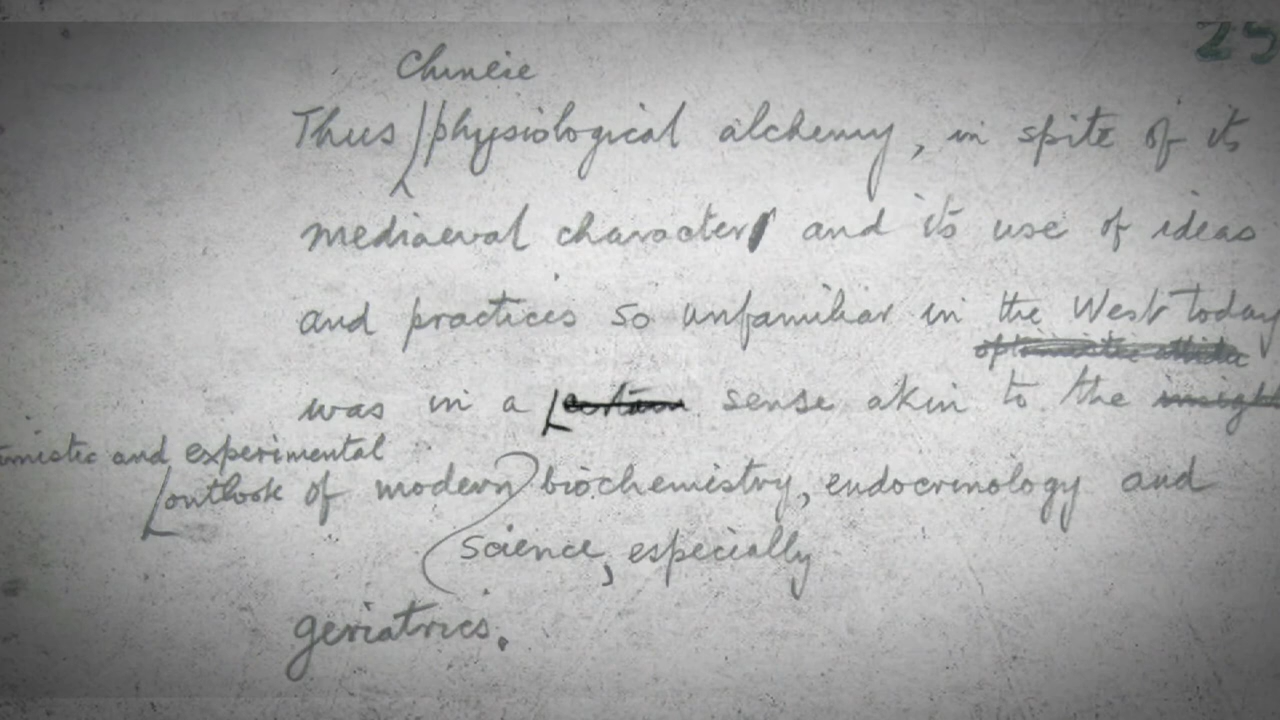 25
Chinese
Thus physiological alchemy, in spite of its
mediaeval character and its use of ideas
and practices so unfamiliar in the West today
was in a certain sense akin to the
and experimental
outlook of modern biochemistry, endocrinology and
science, especially
geriatrics.